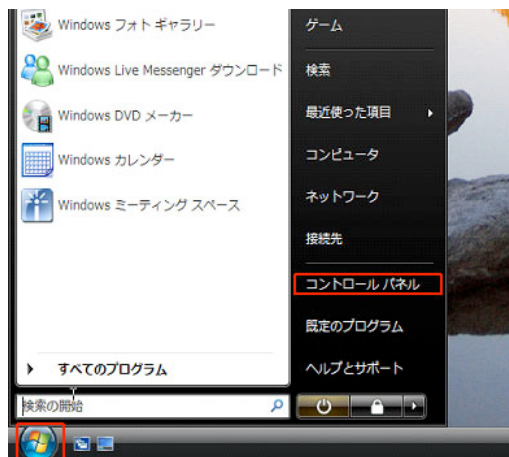 Windows フォト ギャラリー
Windows Live Messenger ダウンロード
Windows DVD メーカー
Windows カレンダー
Windows ミーティング スペース
すべてのプログラム
検索の開始
ゲーム
検索
最近使った項目
コンピュータ
ネットワーク
接続先
コントロール パネル
既定のプログラム
ヘルプとサポート